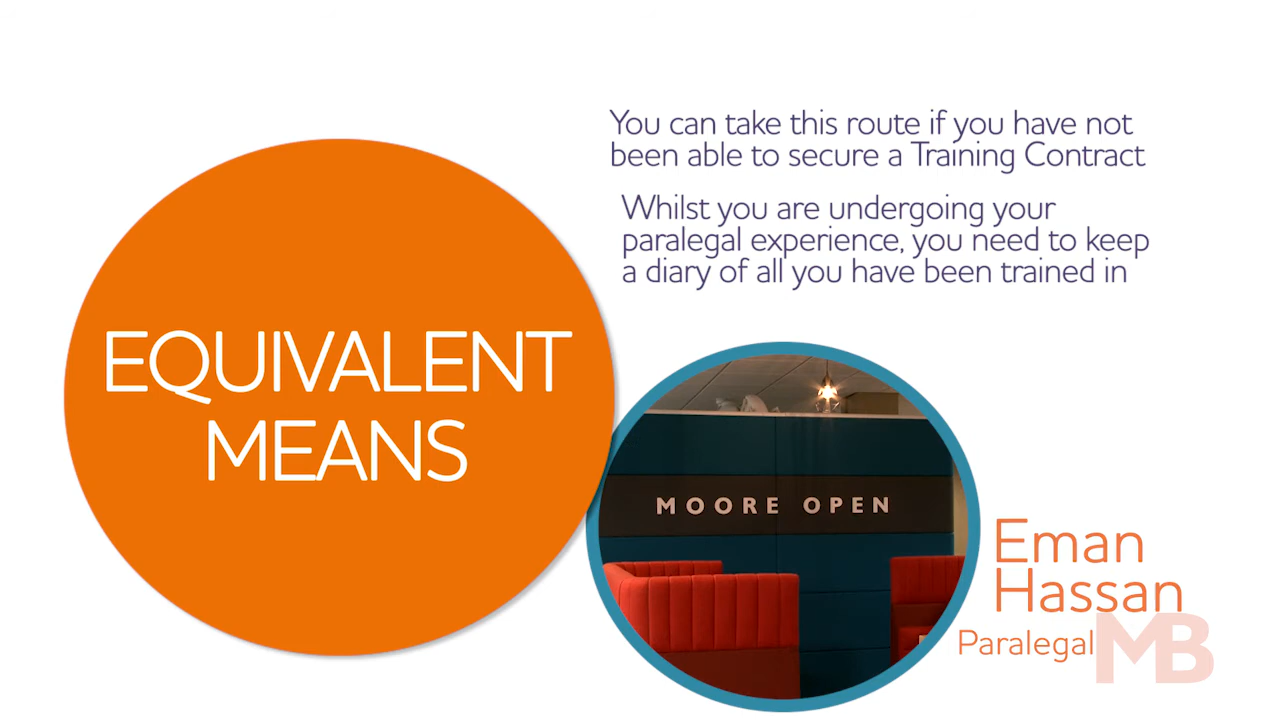 EQUIVALENT
MEANS
You can take this route if you have not
been able to secure a Training Contract
Whilst you are undergoing your
paralegal experience, you need to keep
a diary of all you have been trained in
MOORE OPEN
Eman
Hassan
Paralegal
MB